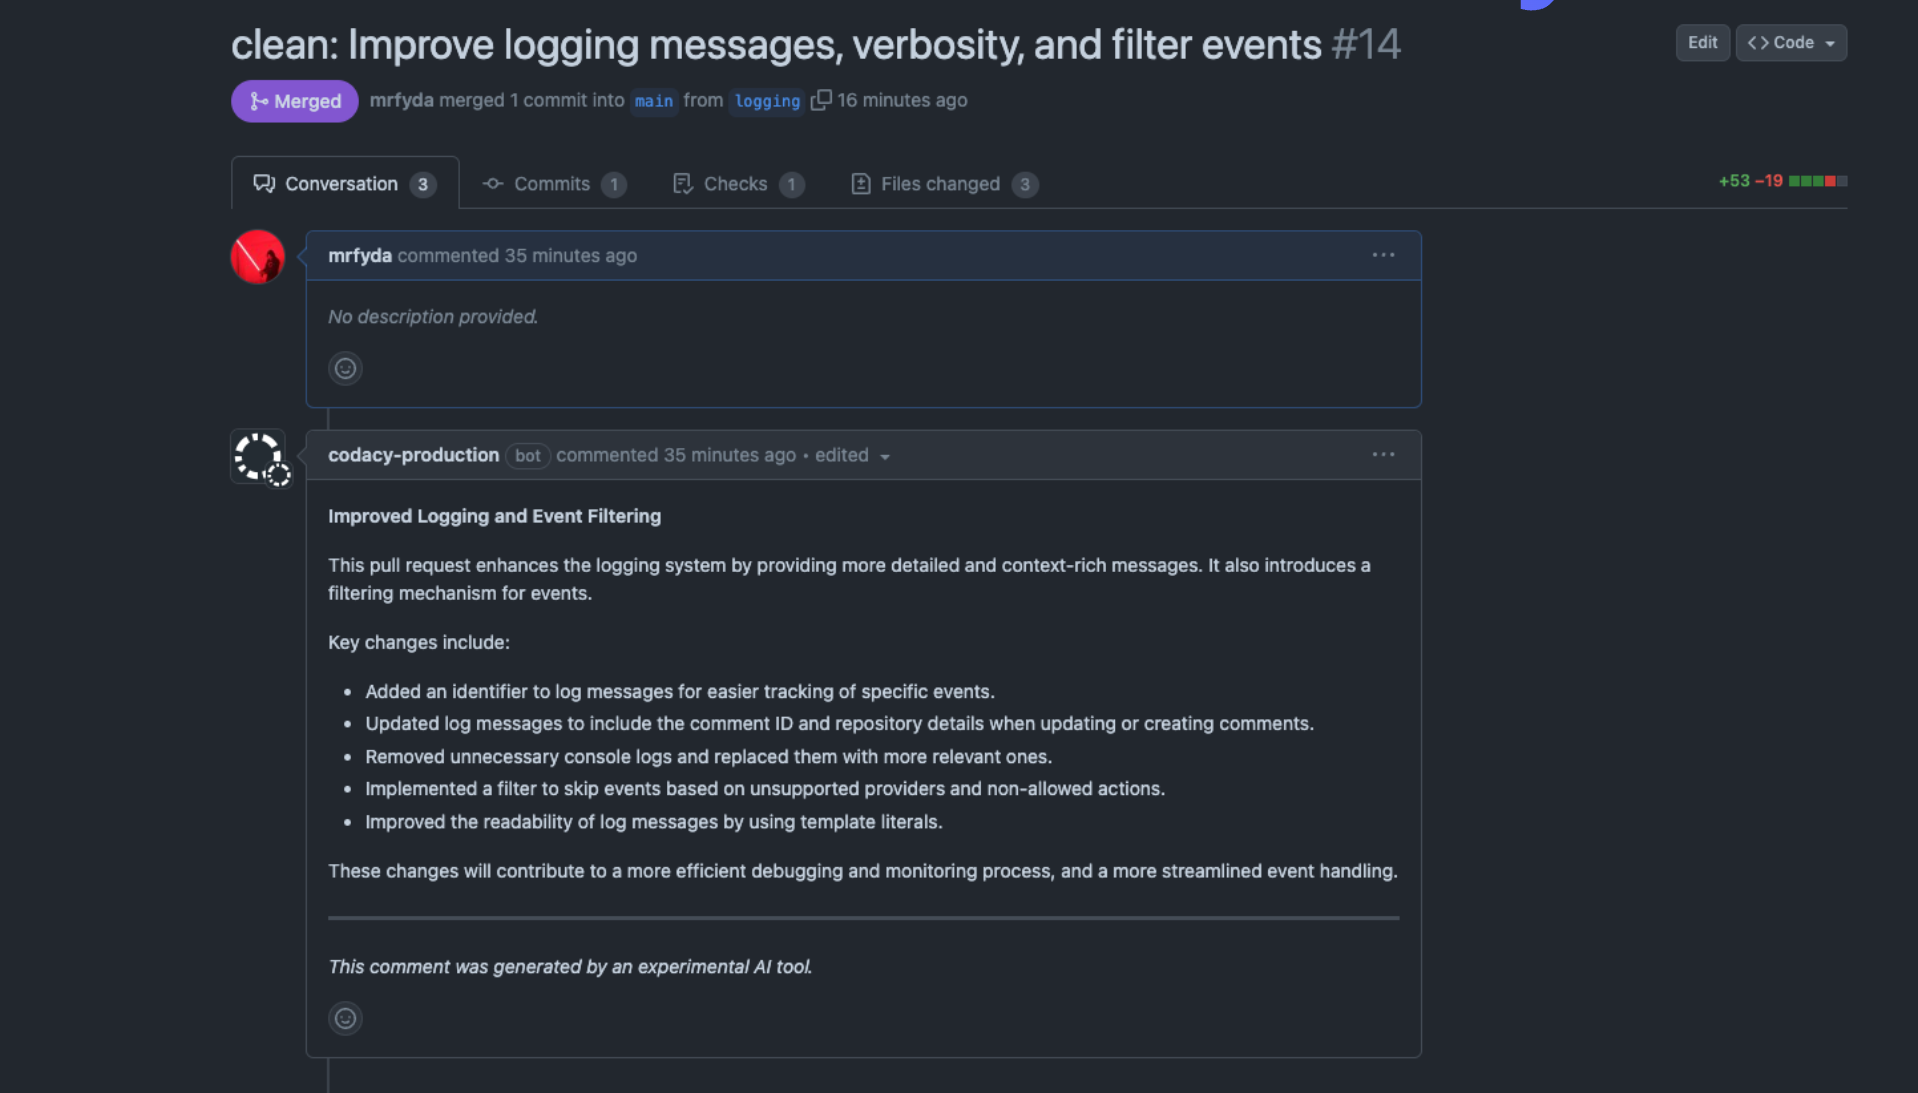 clean: Improve logging messages, verbosity, and filter events #14
Edit
<> Code
Merged
mrfyda merged 1 commit into main from logging 16 minutes ago
Conversation 3
Commits 1
Checks 1
Files changed 3
+53 −19
mrfyda commented 35 minutes ago
No description provided.
codacy-production bot commented 35 minutes ago • edited
Improved Logging and Event Filtering
This pull request enhances the logging system by providing more detailed and context-rich messages. It also introduces a
filtering mechanism for events.
Key changes include:
• Added an identifier to log messages for easier tracking of specific events.
• Updated log messages to include the comment ID and repository details when updating or creating comments.
• Removed unnecessary console logs and replaced them with more relevant ones.
• Implemented a filter to skip events based on unsupported providers and non-allowed actions.
• Improved the readability of log messages by using template literals.
These changes will contribute to a more efficient debugging and monitoring process, and a more streamlined event handling.
This comment was generated by an experimental AI tool.